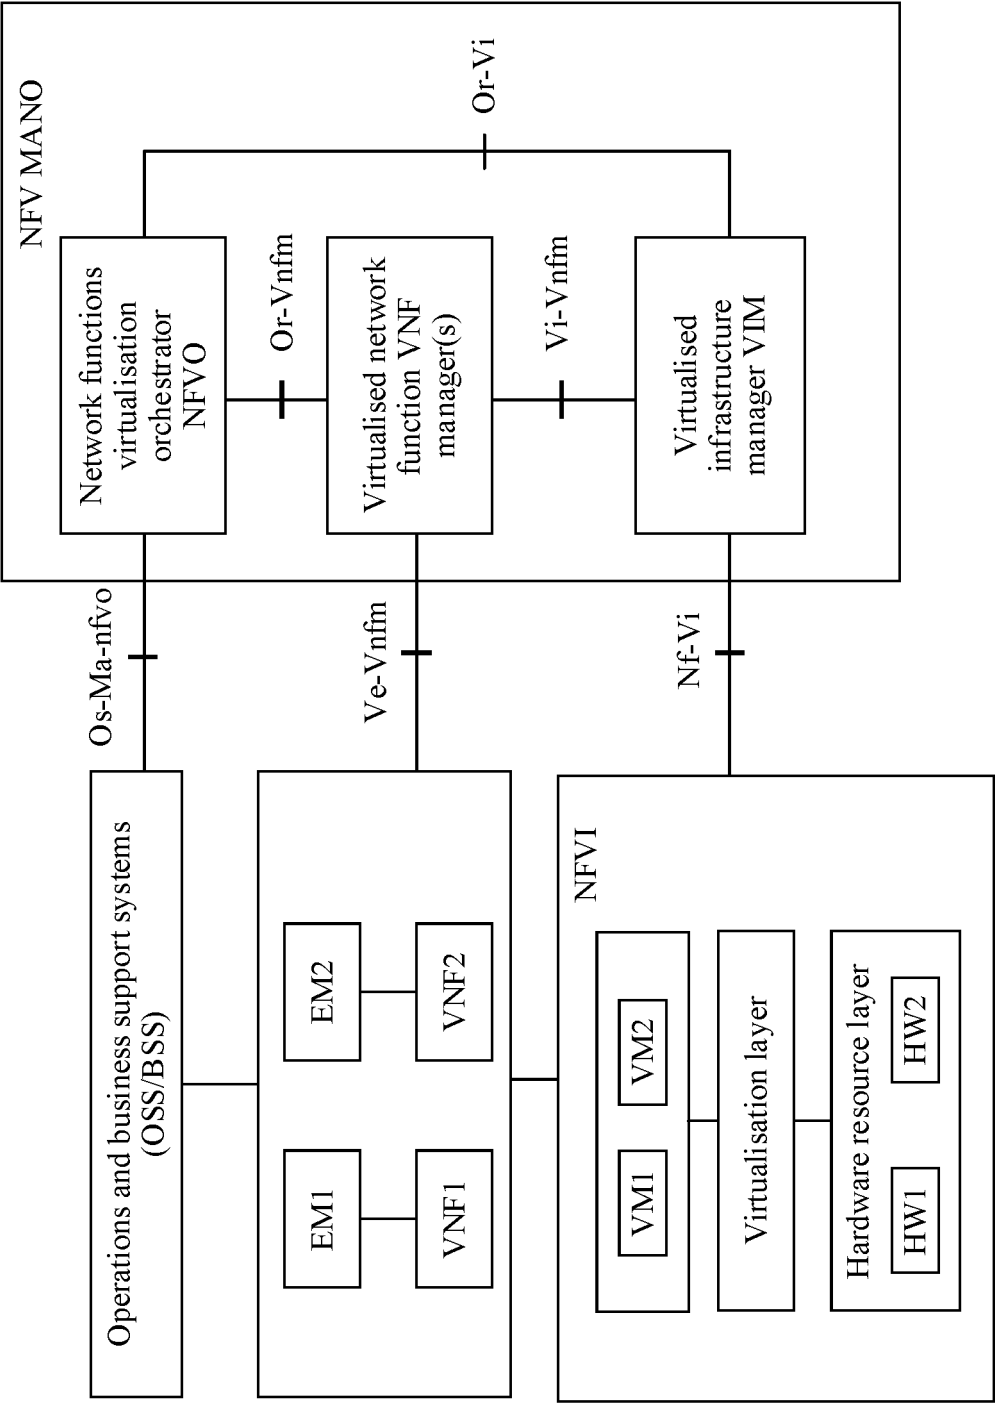 Operations and business support systems
(OSS/BSS)
Os-Ma-nfvo
NFV MANO
Network functions
virtualisation
orchestrator
NFVO
Or-Vnfm
Or-Vi
EM1
EM2
VNF1
VNF2
Ve-Vnfm
Virtualised network
function VNF
manager(s)
Vi-Vnfm
NFVI
VM1
VM2
Virtualisation layer
Hardware resource layer
HW1
HW2
Nf-Vi
Virtualised
infrastructure
manager VIM